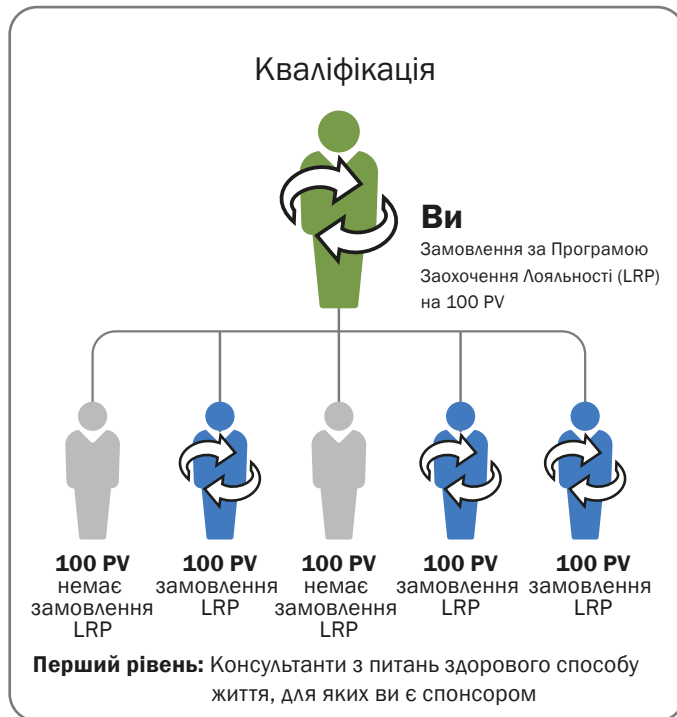 Кваліфікація
Ви
Замовлення за Програмою
Заохочення Лояльності (LRP)
на 100 PV
100 PV
немає
замовлення
LRP
100 PV
замовлення
LRP
100 PV
немає
замовлення
LRP
100 PV
замовлення
LRP
100 PV
замовлення
LRP
Перший рівень: Консультанти з питань здорового способу
життя, для яких ви є спонсором